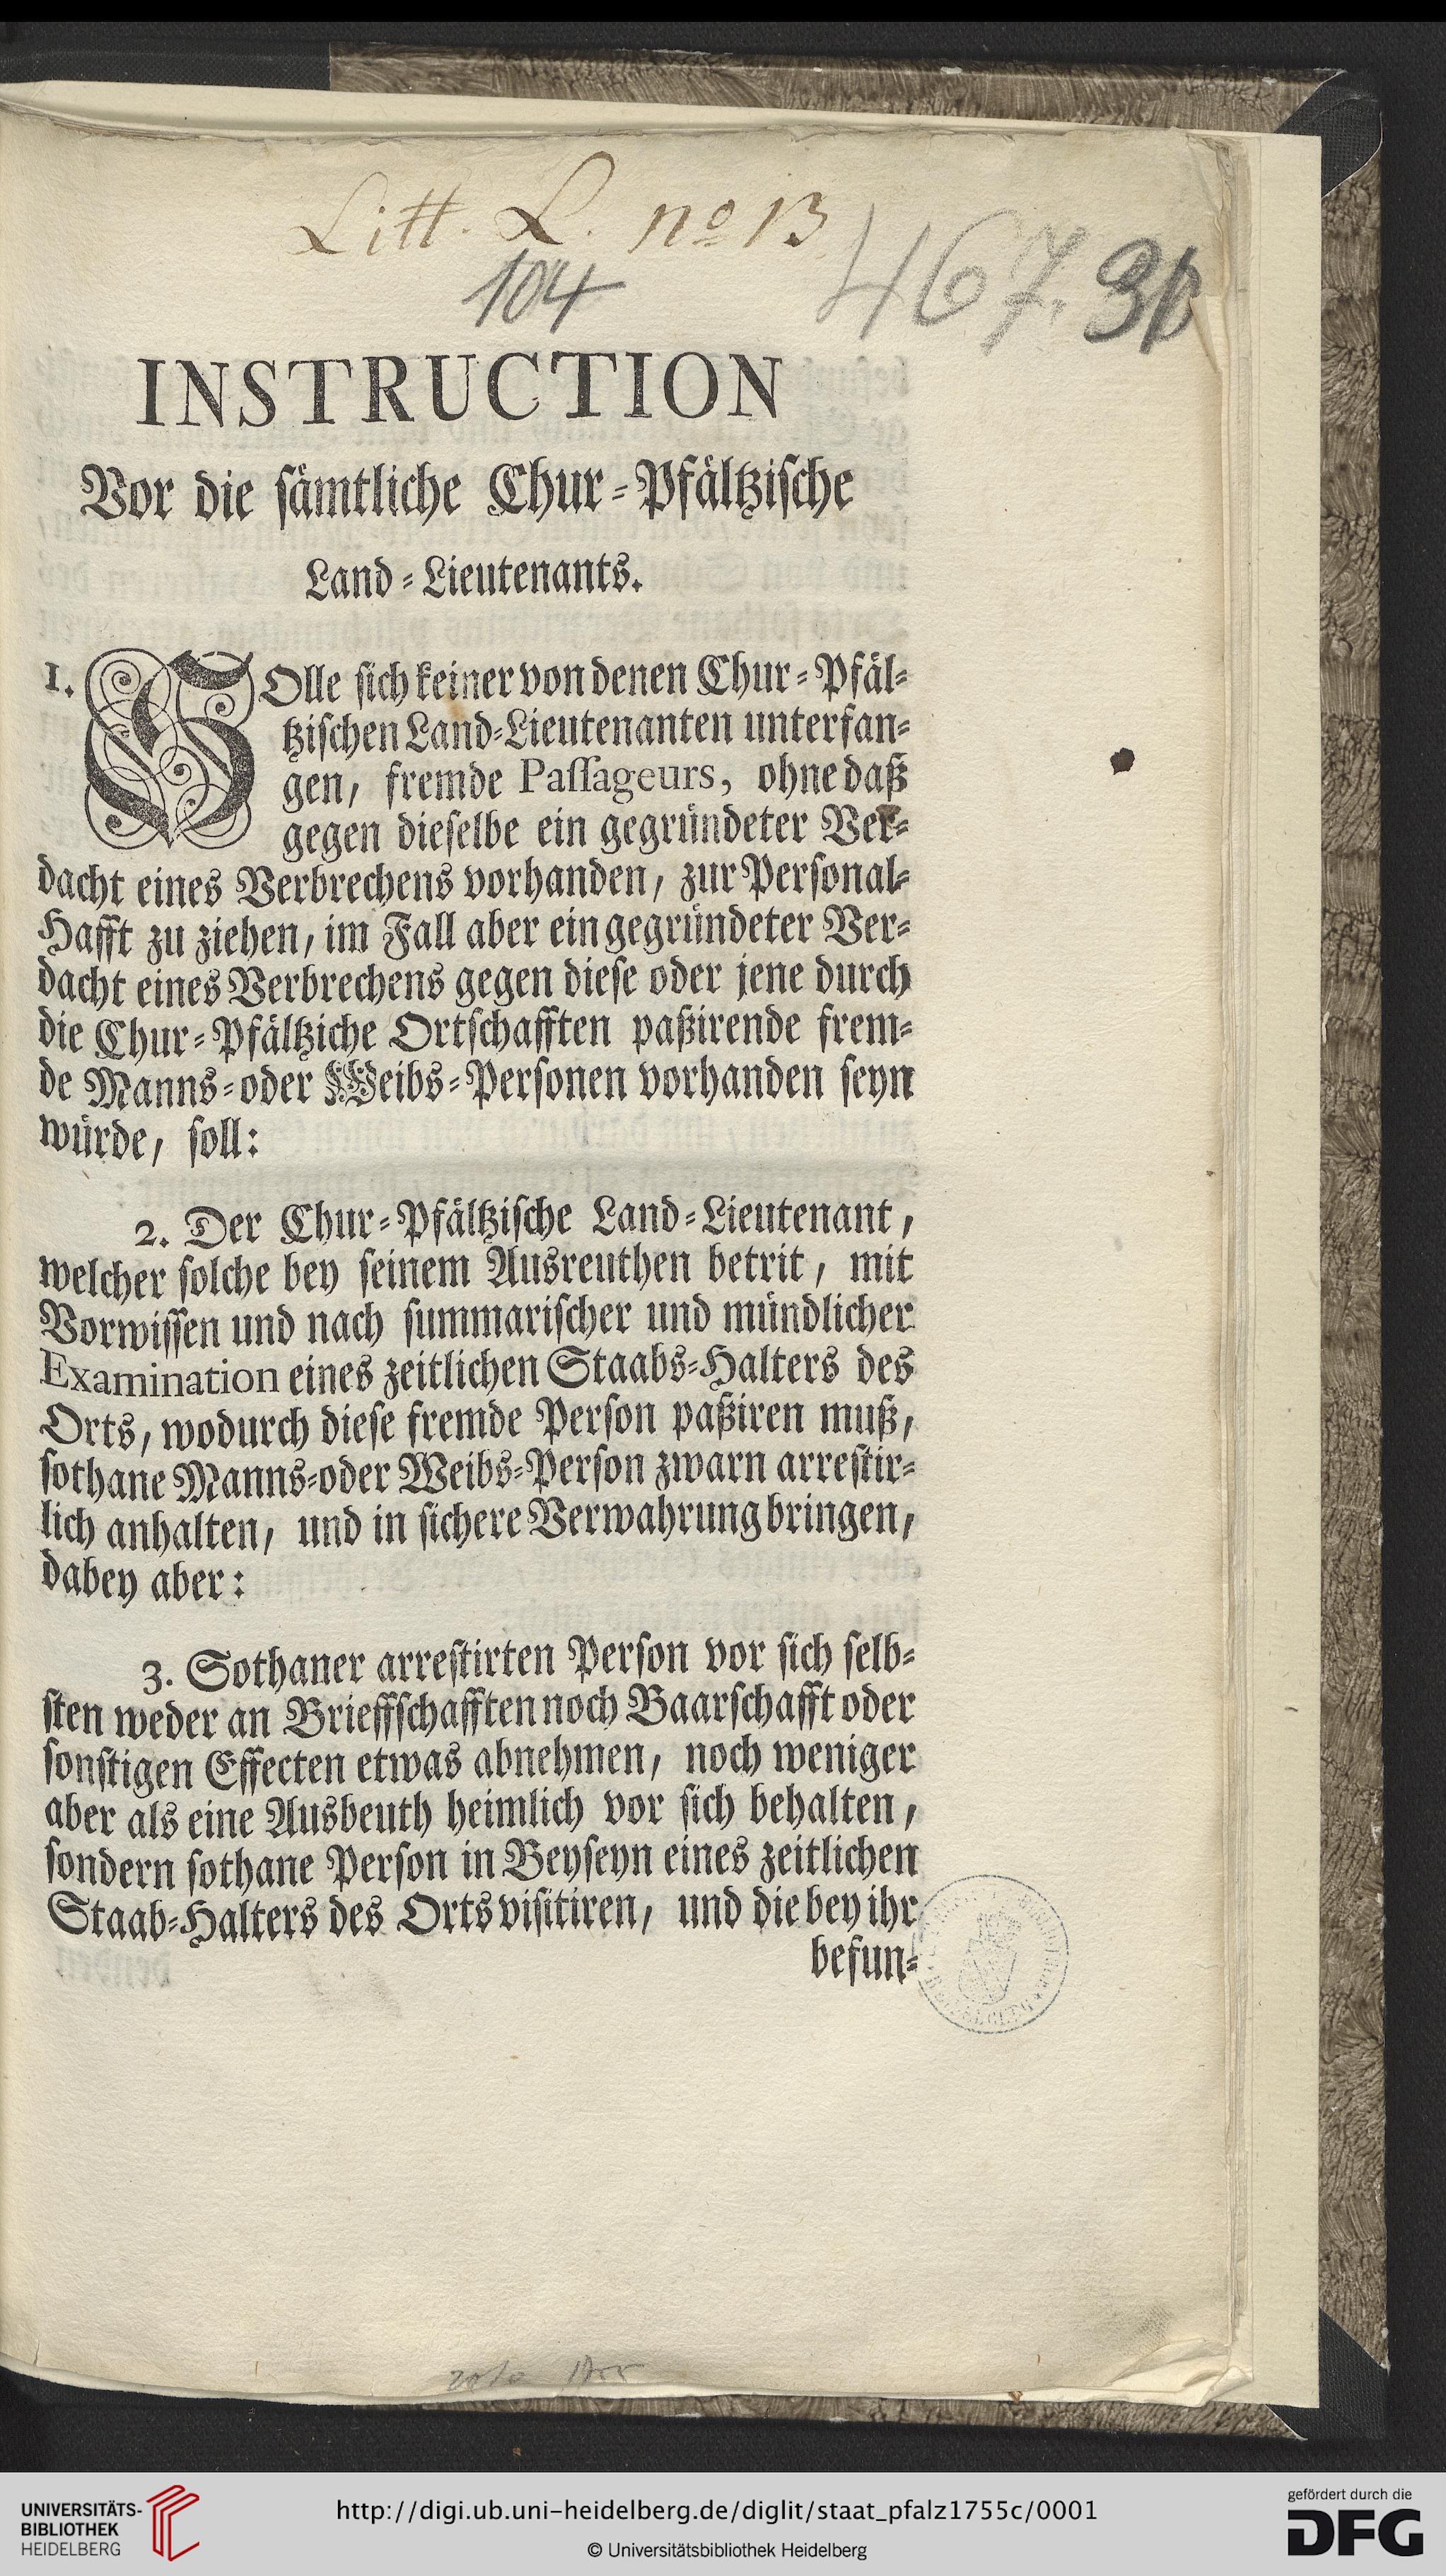 Litt. L. no 13
104
467. 31
INSTRUCTION
Vor die sämtliche Chur-Pfältzische
Land-Lieutenants.
1. SOlle sich keiner von denen Chur-Pfäl-
tzischen Land-Lieutenanten unterfan-
gen, fremde Passageurs, ohne daß
gegen dieselbe ein gegründeter Ver-
dacht eines Verbrechens vorhanden, zur Personal-
Hafft zu ziehen, im Fall aber ein gegründeter Ver-
dacht eines Verbrechens gegen diese oder jene durch
die Chur-Pfältziche Ortschafften paßirende frem-
de Manns-oder Weibs-Personen vorhanden seyn
würde, soll:
2. Der Chur-Pfältzische Land-Lieutenant,
welcher solche bey seinem Ausreuthen betrit, mit
Vorwissen und nach summarischer und mündlicher
Examination eines zeitlichen Staabs-Halters des
Orts, wodurch diese fremde Person paßiren muß,
sothane Manns-oder Weibs-Person zwarn arrestir-
lich anhalten, und in sichere Verwahrung bringen,
dabey aber:
3. Sothaner arrestirten Person vor sich selb-
sten weder an Brieffschafften noch Baarschafft oder
sonstigen Effecten etwas abnehmen, noch weniger
aber als eine Ausbeuth heimlich vor sich behalten,
sondern sothane Person in Beyseyn eines zeitlichen
Staab-Halters des Orts visitiren, und die bey ihr
befun-
UNIVERSITÄTS-
BIBLIOTHEK
HEIDELBERG
http://digi.ub.uni-heidelberg.de/diglit/staat_pfalz1755c/0001
© Universitätsbibliothek Heidelberg
gefördert durch die
DFG